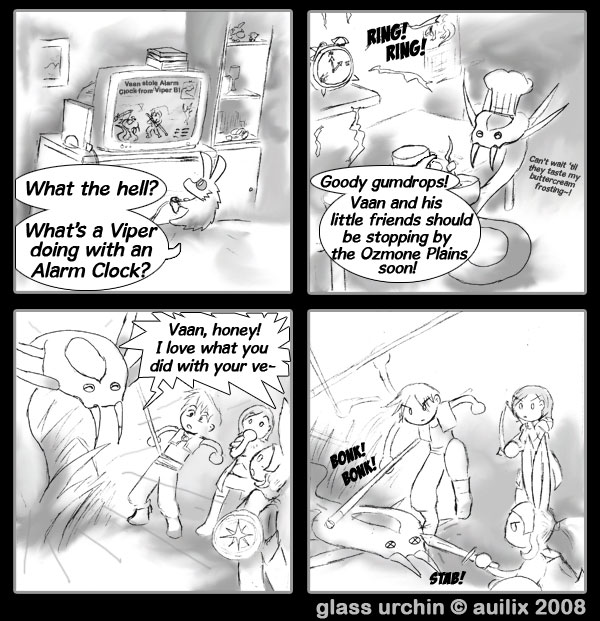 Vaan stole Alarm
Clock from Viper B!
What the hell?
What's a Viper
doing with an
Alarm Clock?
RING!
RING!
Can't wait 'till
they taste my
buttercream
frosting~!
Goody gumdrops!
Vaan and his
little friends should
be stopping by
the Ozmone Plains
soon!
Vaan, honey!
I love what you
did with your ve-
BONK!
BONK!
STAB!
glass urchin © auilix 2008